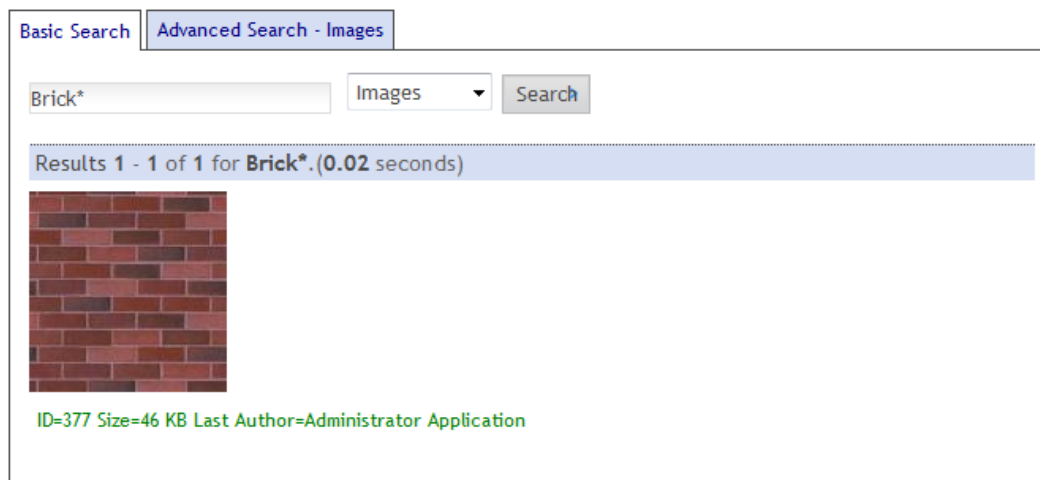 Basic Search Advanced Search - Images
Brick* Images Search
Results 1 - 1 of 1 for Brick*.(0.02 seconds)
ID=377 Size=46 KB Last Author=Administrator Application